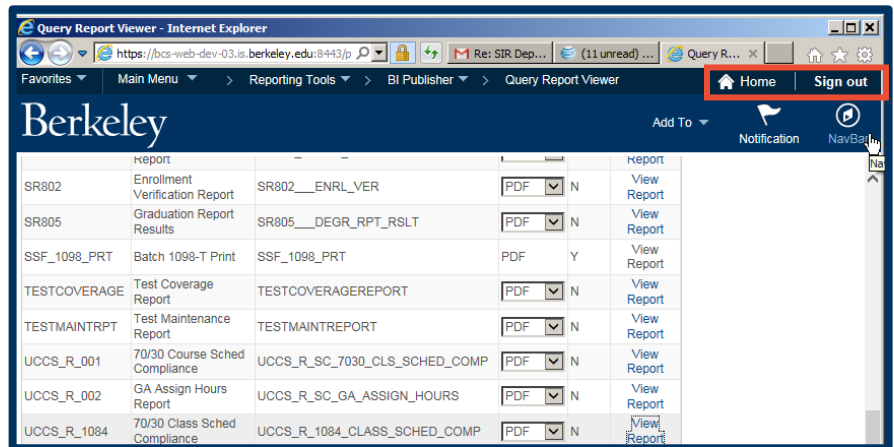 Query Report Viewer - Internet Explorer
https://bcs-web-dev-03.is.berkeley.edu:8443/p
Re: SIR Dep...
(11 unread) ...
Query R...
Favorites
Main Menu > Reporting Tools > BI Publisher > Query Report Viewer
Home
Sign out
Berkeley
Add To
Notification
NavBar
Na
Report
Report
SR802 Enrollment SR802___ENRL_VER PDF N View
Verification Report Report
SR805 Graduation Report SR805___DEGR_RPT_RSLT PDF N View
Results Report
SSF_1098_PRT Batch 1098-T Print SSF_1098_PRT PDF Y View
Report
TESTCOVERAGE Test Coverage TESTCOVERAGEREPORT PDF N View
Report Report
TESTMAINTRPT Test Maintenance TESTMAINTREPORT PDF N View
Report Report
UCCS_R_001 70/30 Course Sched UCCS_R_SC_7030_CLS_SCHED_COMP PDF N View
Compliance Report
UCCS_R_002 GA Assign Hours UCCS_R_SC_GA_ASSIGN_HOURS PDF N View
Report Report
UCCS_R_1084 70/30 Class Sched UCCS_R_1084_CLASS_SCHED_COMP PDF N View
Compliance Report